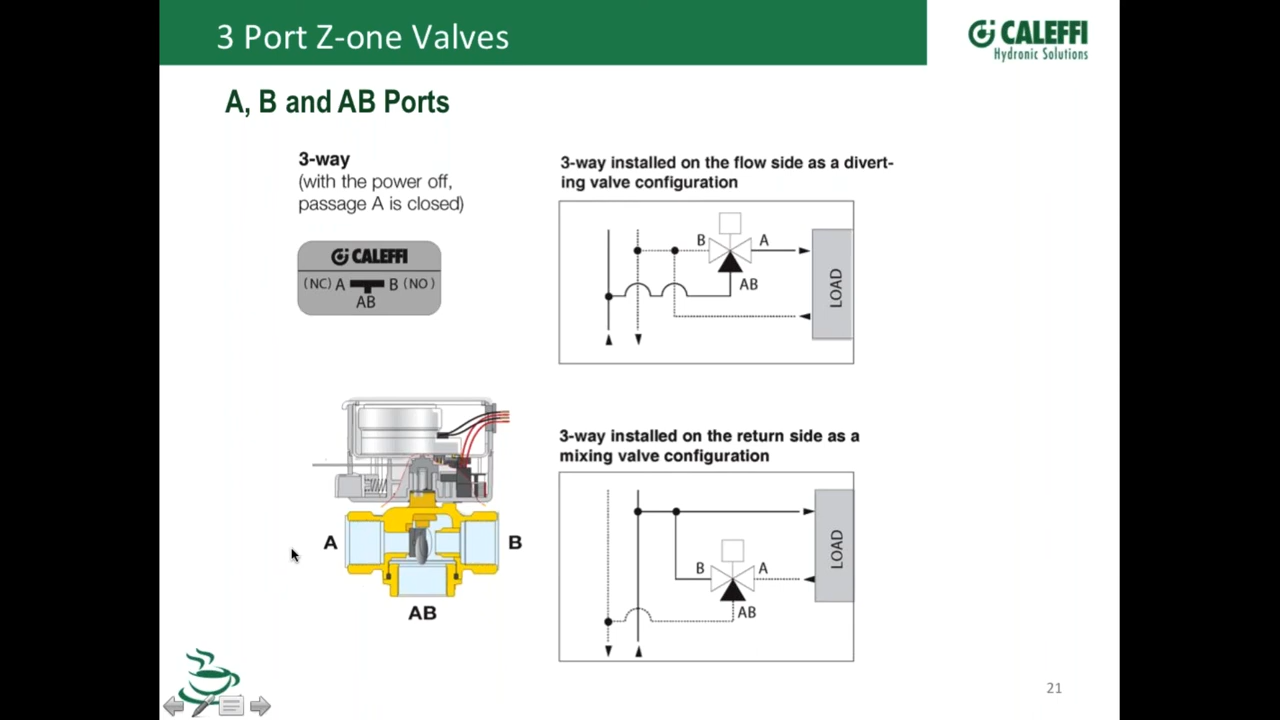 3 Port Z-one Valves
CALEFFI
Hydronic Solutions
A, B and AB Ports
3-way
(with the power off,
passage A is closed)
CALEFFI
(NC) A B (NO)
AB
3-way installed on the flow side as a divert-
ing valve configuration
B A
AB
LOAD
A B
AB
3-way installed on the return side as a
mixing valve configuration
B A
AB
LOAD
21